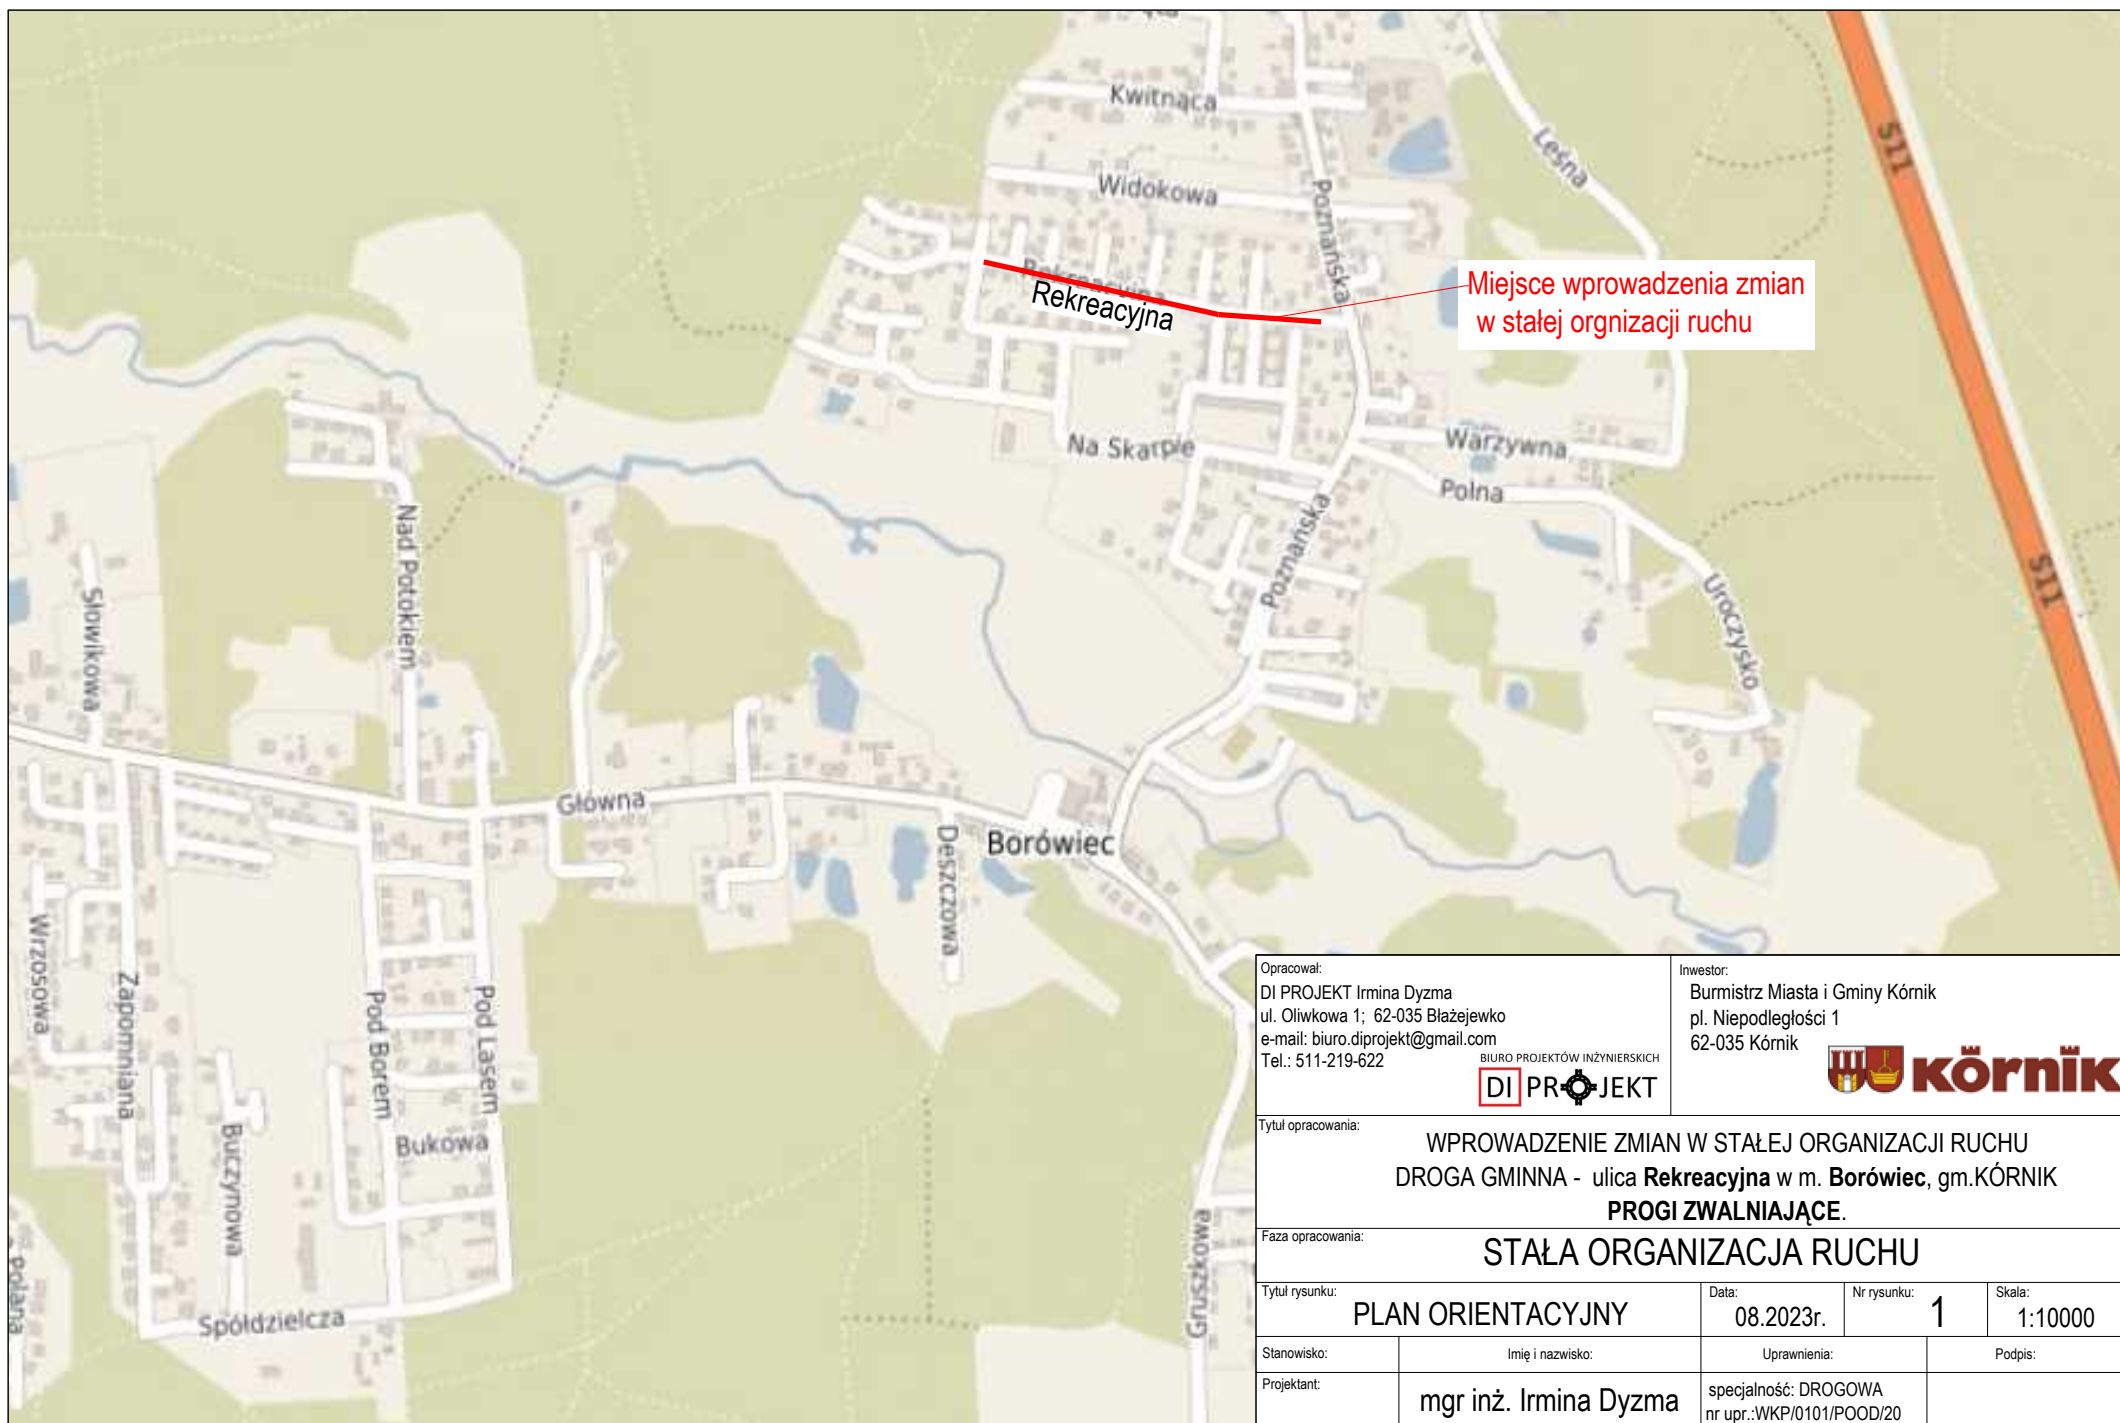 Kwitnąca
Leśna
S11
Widokowa
Poznańska
Rekreacyjna
Rekreacyjna
Miejsce wprowadzenia zmian
w stałej orgnizacji ruchu
Na Skarpie
Warzywna
Polna
Nad Potokiem
Poznańska
S11
Słowikowa
Uroczysko
Główna
Borówiec
Deszczowa
Wrzosowa
Zapomniana
Pod Borem
Pod Lasem
Buczynowa
Bukowa
Gruszkowa
Spółdzielcza
polana
Opracował:
DI PROJEKT Irmina Dyzma
ul. Oliwkowa 1; 62-035 Błażejewko
e-mail: biuro.diprojekt@gmail.com
Tel.: 511-219-622
BIURO PROJEKTÓW INŻYNIERSKICH
DI PROJEKT
Inwestor:
Burmistrz Miasta i Gminy Kórnik
pl. Niepodległości 1
62-035 Kórnik
körnïk
Tytuł opracowania:
WPROWADZENIE ZMIAN W STAŁEJ ORGANIZACJI RUCHU
DROGA GMINNA - ulica Rekreacyjna w m. Borówiec, gm.KÓRNIK
PROGI ZWALNIAJĄCE.
Faza opracowania:
STAŁA ORGANIZACJA RUCHU
Tytuł rysunku:
PLAN ORIENTACYJNY
Data:
08.2023r.
Nr rysunku:
1
Skala:
1:10000
Stanowisko:
Imię i nazwisko:
Uprawnienia:
Podpis:
Projektant:
mgr inż. Irmina Dyzma
specjalność: DROGOWA
nr upr.:WKP/0101/POOD/20